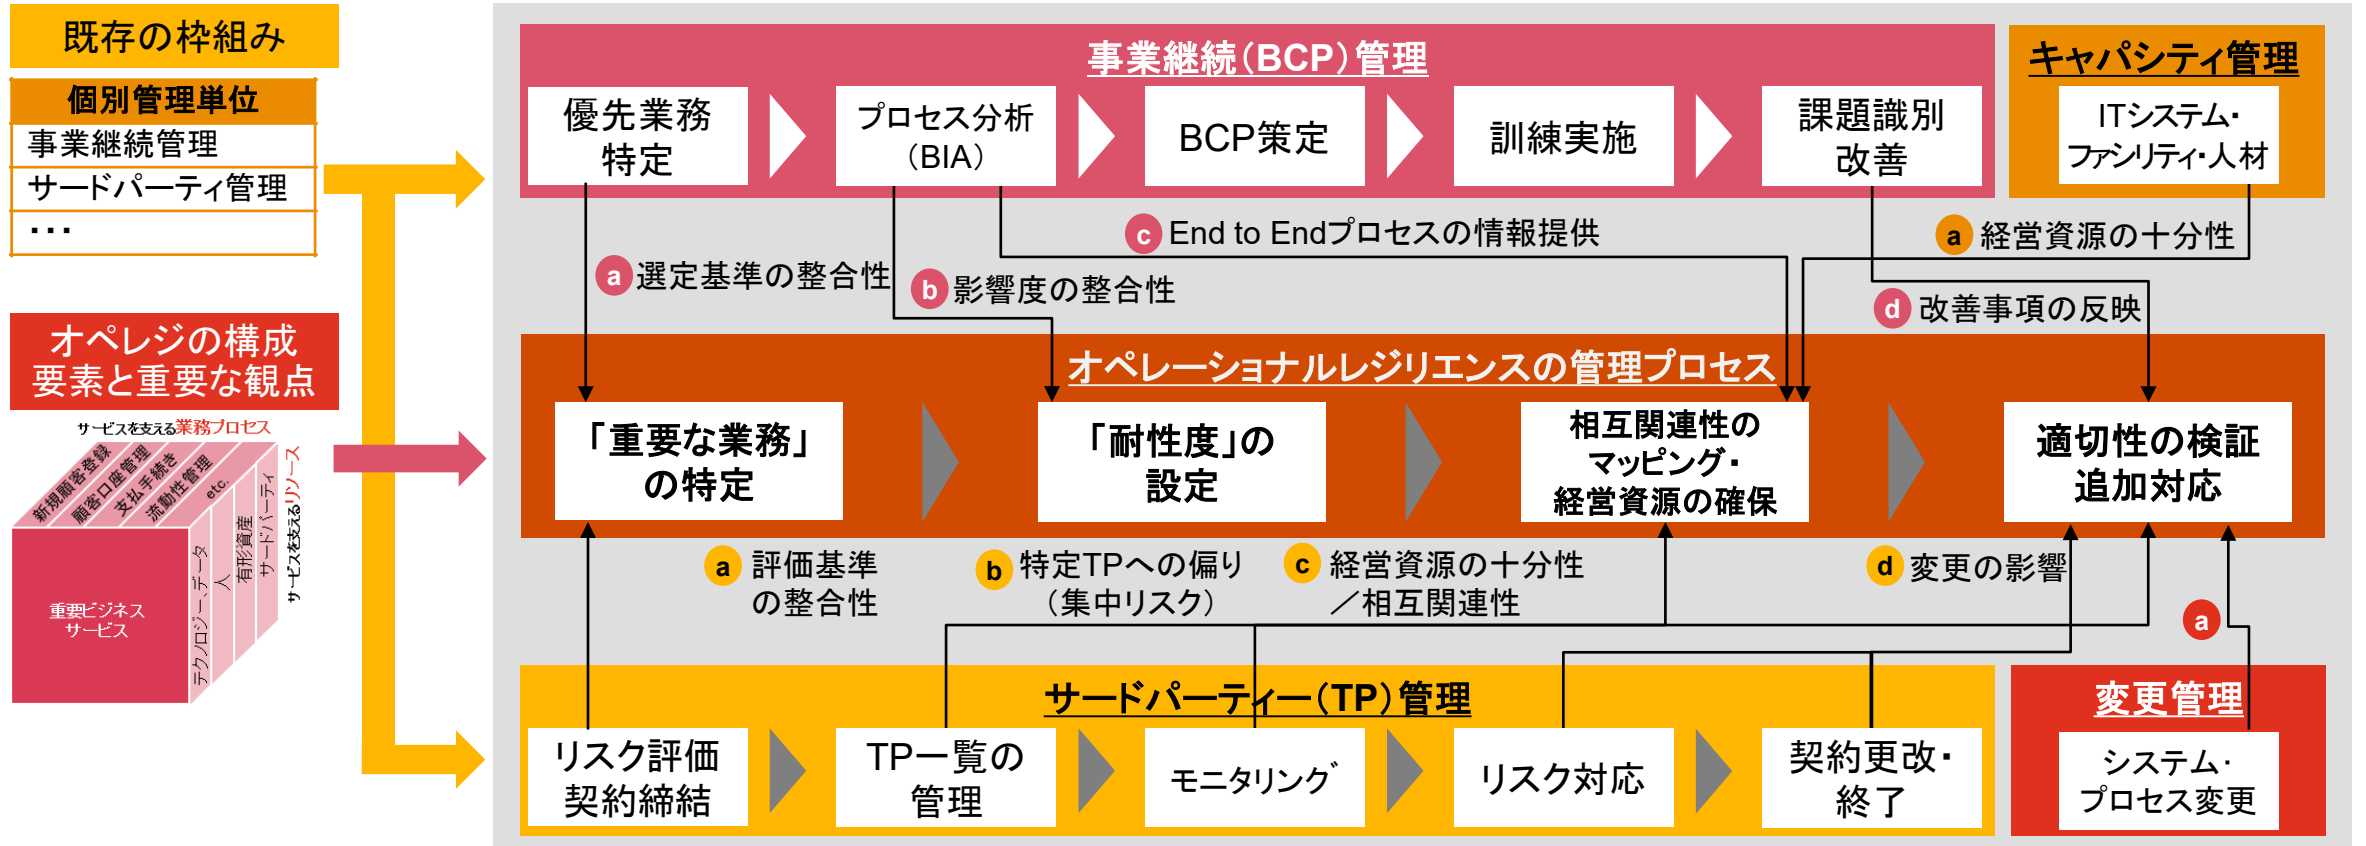 既存の枠組み
個別管理単位
事業継続管理
サードパーティ管理
・・・
オペレジの構成
要素と重要な観点
サービスを支える業務プロセス
新規顧客登録
顧客口座管理
支払手続き
流動性管理
etc.
重要ビジネス
サービス
テクノロジー、データ
人
有形資産
サードパーティ
サービスを支えるリソース
事業継続（BCP）管理
優先業務
特定
プロセス分析
（BIA）
BCP策定
訓練実施
課題識別
改善
キャパシティ管理
ITシステム・
ファシリティ・人材
a 選定基準の整合性
b 影響度の整合性
c End to Endプロセスの情報提供
a 経営資源の十分性
d 改善事項の反映
オペレーショナルレジリエンスの管理プロセス
「重要な業務」
の特定
「耐性度」の
設定
相互関連性の
マッピング・
経営資源の確保
適切性の検証
追加対応
a 評価基準
の整合性
b 特定TPへの偏り
（集中リスク）
c 経営資源の十分性
／相互関連性
d 変更の影響
a
サードパーティー（TP）管理
リスク評価
契約締結
TP一覧の
管理
モニタリング
リスク対応
契約更改・
終了
変更管理
システム・
プロセス変更